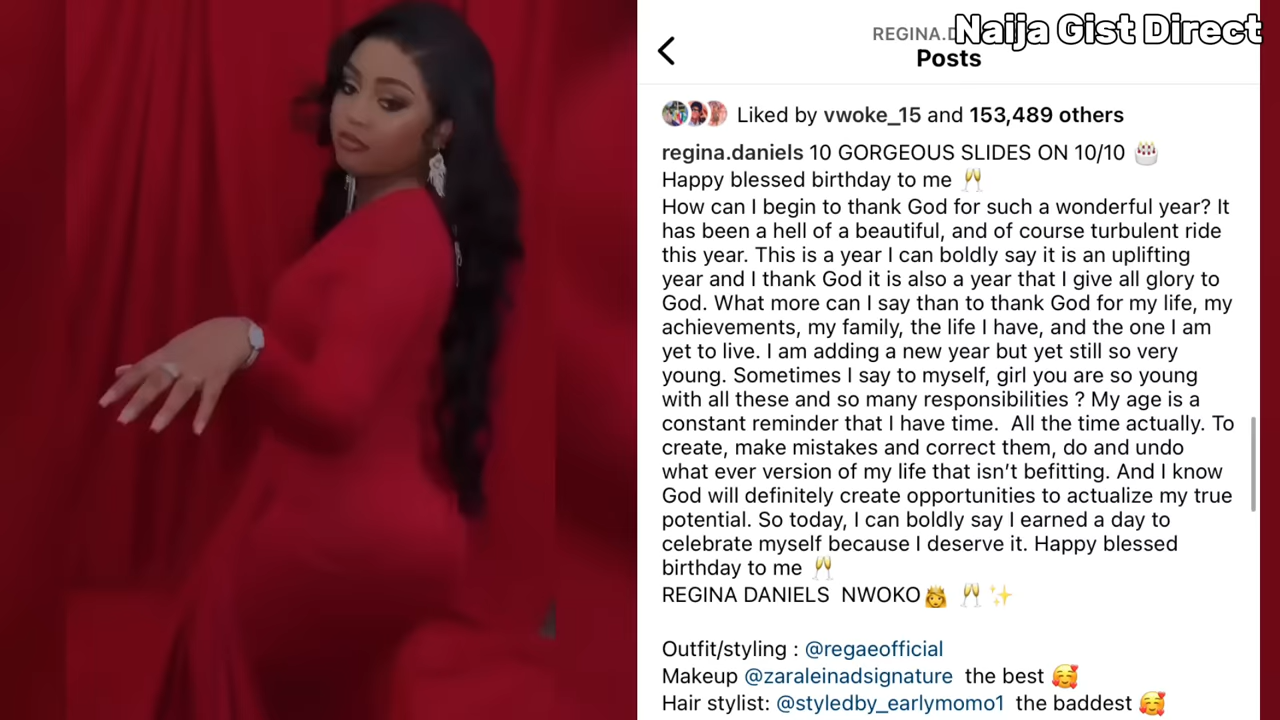 Naija Gist Direct
REGINA.D
Posts
Liked by vwoke_15 and 153,489 others
regina.daniels 10 GORGEOUS SLIDES ON 10/10 🎂
Happy blessed birthday to me 🥂
How can I begin to thank God for such a wonderful year? It
has been a hell of a beautiful, and of course turbulent ride
this year. This is a year I can boldly say it is an uplifting
year and I thank God it is also a year that I give all glory to
God. What more can I say than to thank God for my life, my
achievements, my family, the life I have, and the one I am
yet to live. I am adding a new year but yet still so very
young. Sometimes I say to myself, girl you are so young
with all these and so many responsibilities ? My age is a
constant reminder that I have time.  All the time actually. To
create, make mistakes and correct them, do and undo
what ever version of my life that isn’t befitting. And I know
God will definitely create opportunities to actualize my true
potential. So today, I can boldly say I earned a day to
celebrate myself because I deserve it. Happy blessed
birthday to me 🥂
REGINA DANIELS  NWOKO👸 🥂 ✨
Outfit/styling : @regaeofficial
Makeup @zaraleinadsignature  the best 🥰
Hair stylist: @styledby_earlymomo1  the baddest 🥰